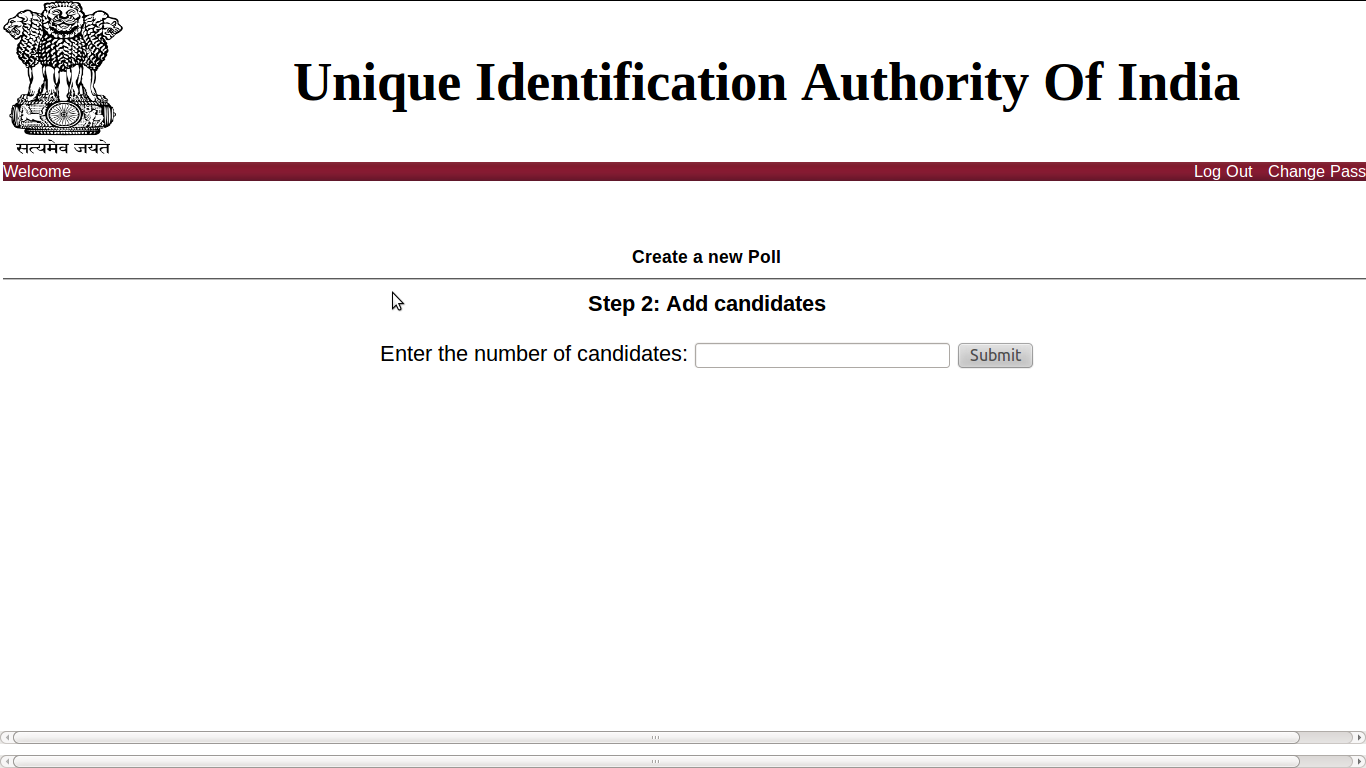 Unique Identification Authority Of India
सत्यमेव जयते
Welcome Log Out Change Pass
Create a new Poll
Step 2: Add candidates
Enter the number of candidates: Submit